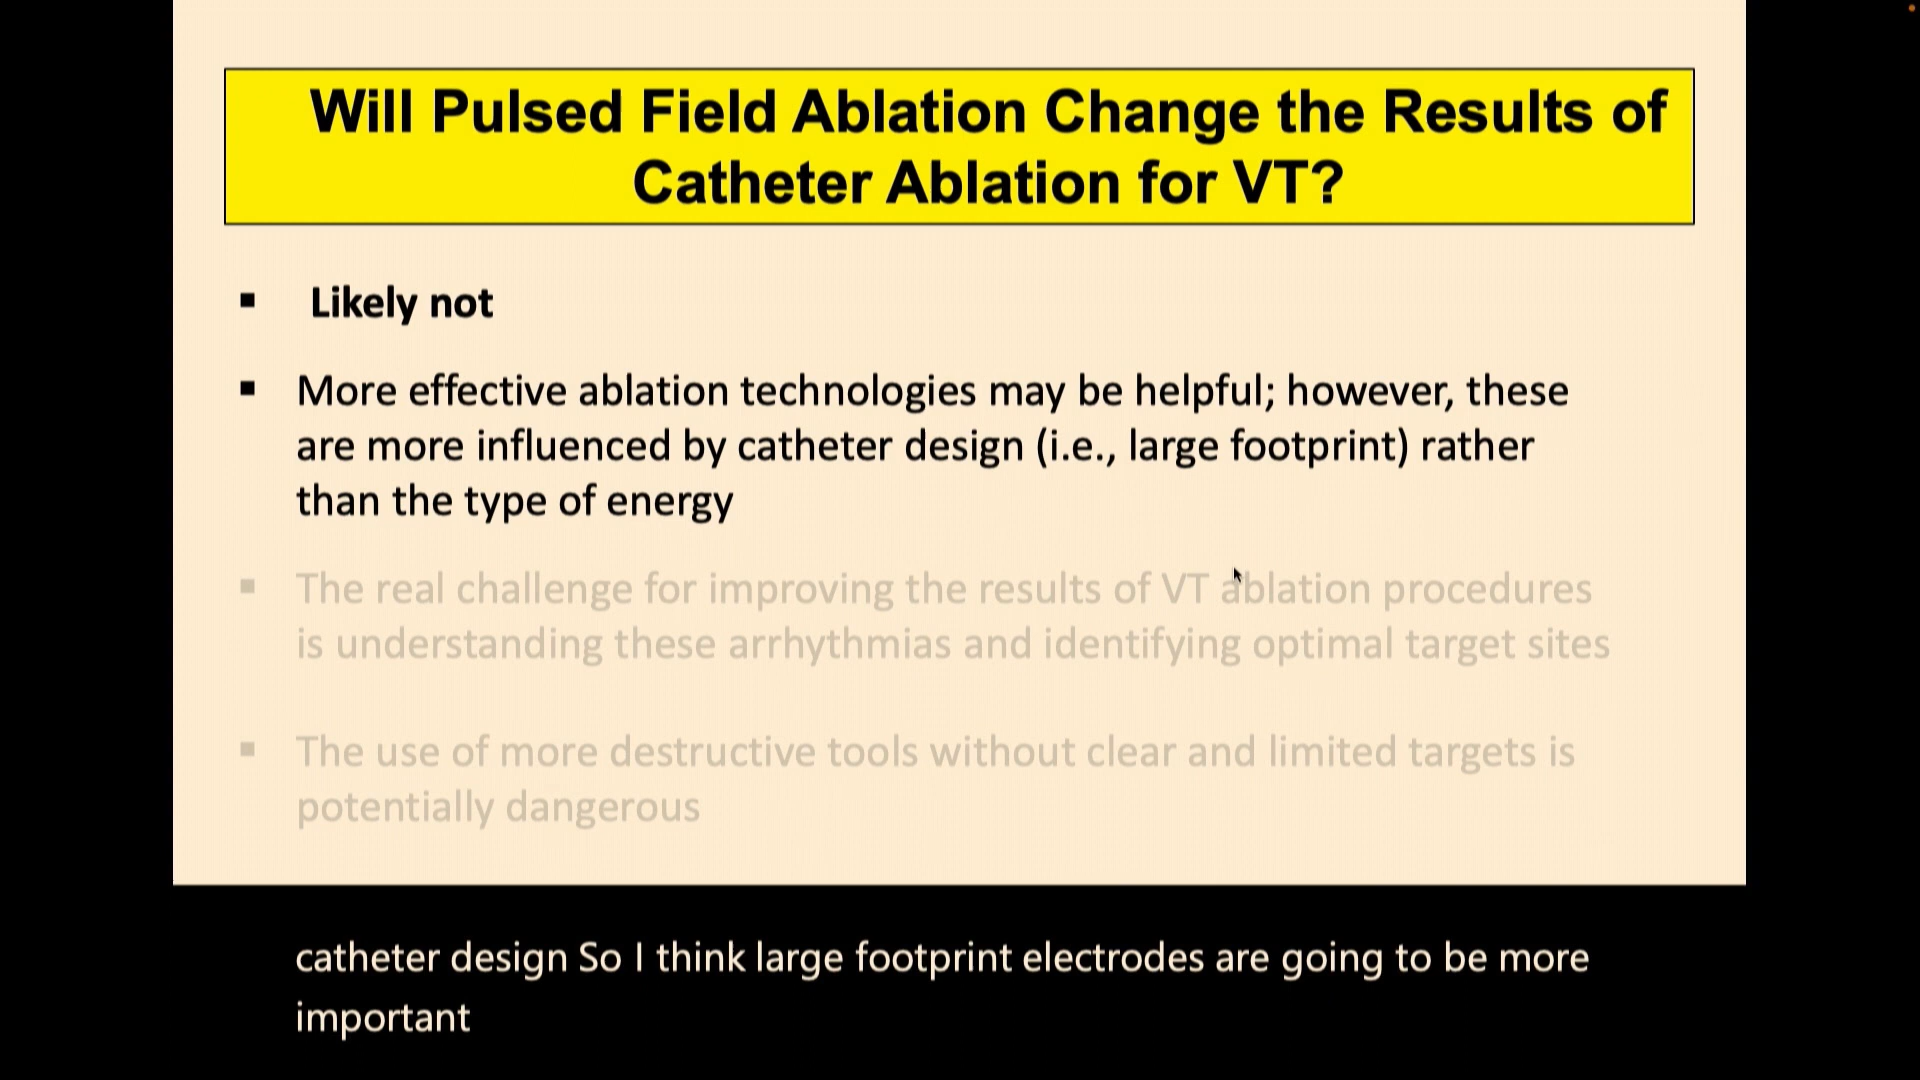 Will Pulsed Field Ablation Change the Results of
Catheter Ablation for VT?
▪ Likely not
▪ More effective ablation technologies may be helpful; however, these
are more influenced by catheter design (i.e., large footprint) rather
than the type of energy
▪ The real challenge for improving the results of VT ablation procedures
is understanding these arrhythmias and identifying optimal target sites
▪ The use of more destructive tools without clear and limited targets is
potentially dangerous
catheter design So I think large footprint electrodes are going to be more
important